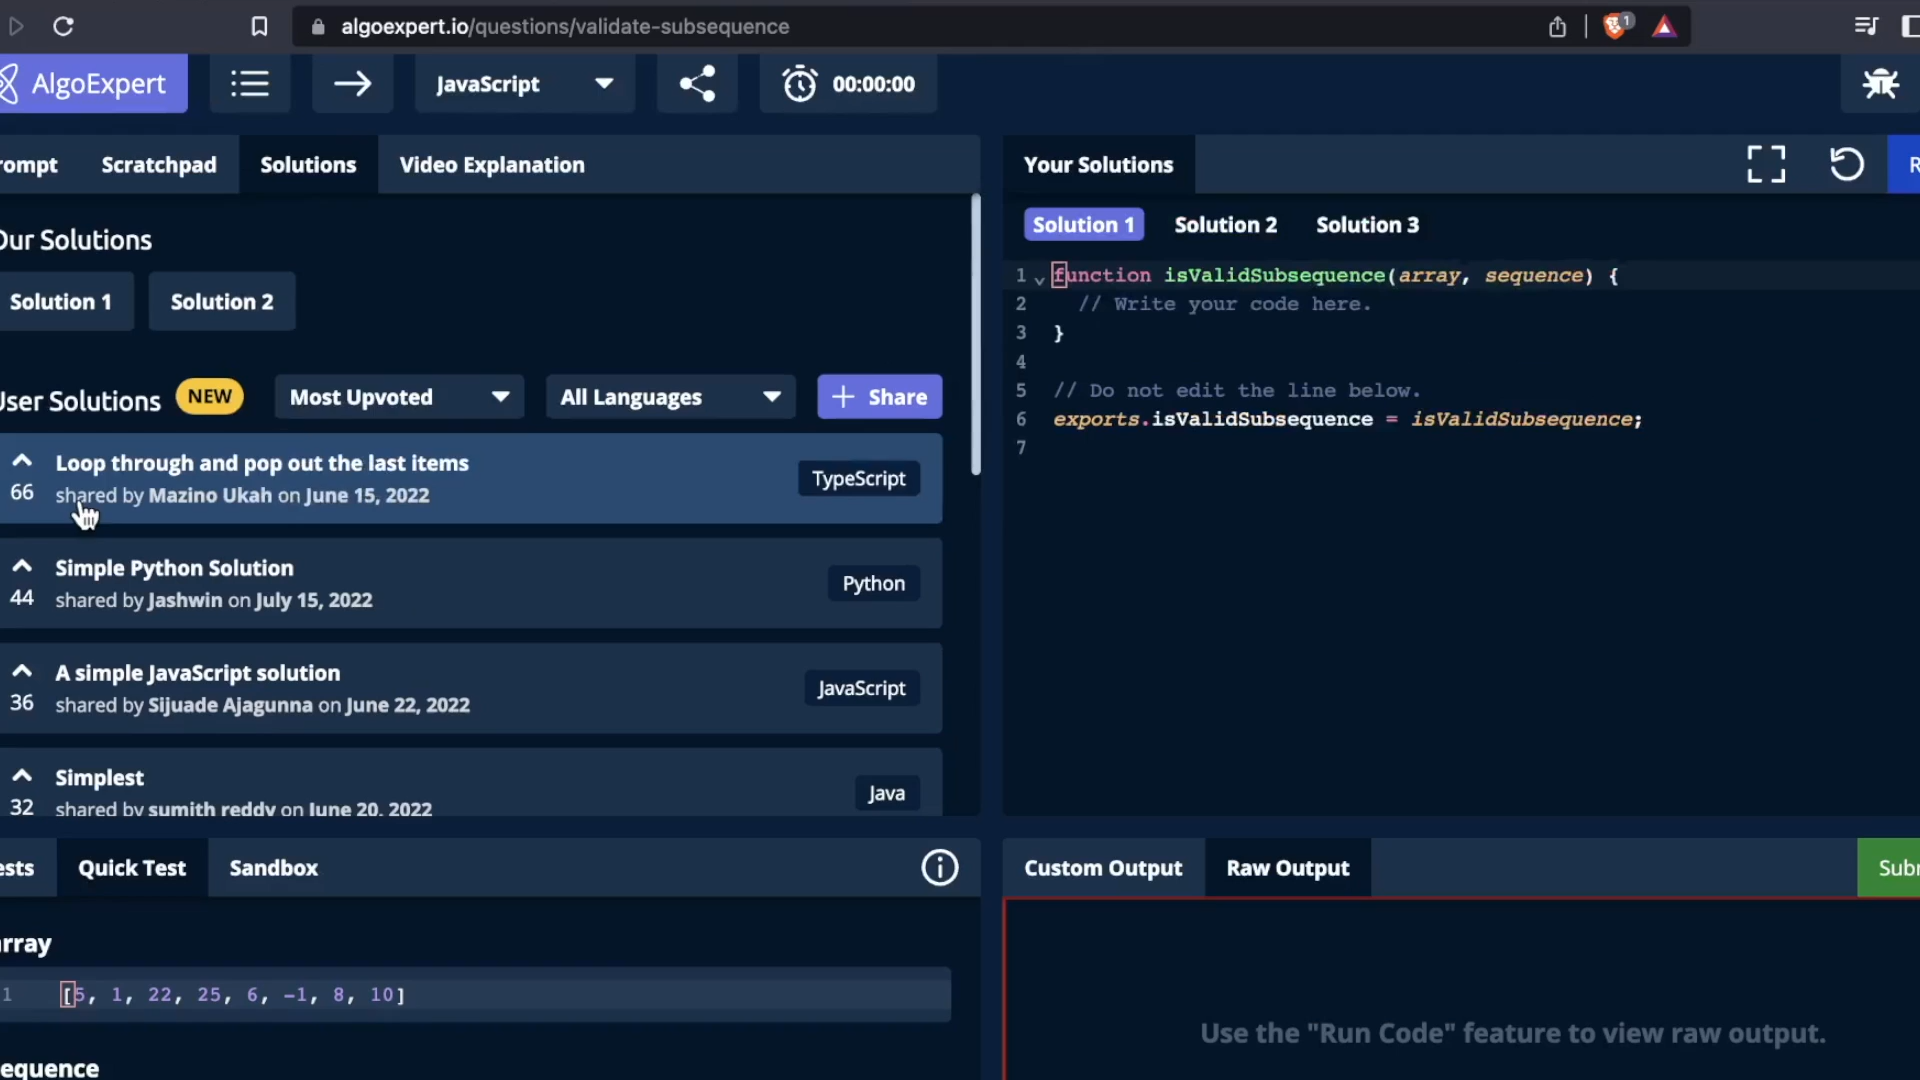 algoexpert.io/questions/validate-subsequence
1
AlgoExpert
JavaScript
00:00:00
rompt
Scratchpad
Solutions
Video Explanation
Our Solutions
Solution 1
Solution 2
User Solutions
NEW
Most Upvoted
All Languages
+ Share
66
Loop through and pop out the last items
shared by Mazino Ukah on June 15, 2022
TypeScript
44
Simple Python Solution
shared by Jashwin on July 15, 2022
Python
36
A simple JavaScript solution
shared by Sijuade Ajagunna on June 22, 2022
JavaScript
32
Simplest
shared by sumith reddy on June 20, 2022
Java
Your Solutions
R
Solution 1
Solution 2
Solution 3
1 function isValidSubsequence(array, sequence) {
2 // Write your code here.
3 }
4
5 // Do not edit the line below.
6 exports.isValidSubsequence = isValidSubsequence;
7
ests
Quick Test
Sandbox
rray
1 [5, 1, 22, 25, 6, -1, 8, 10]
equence
Custom Output
Raw Output
Subr
Use the "Run Code" feature to view raw output.